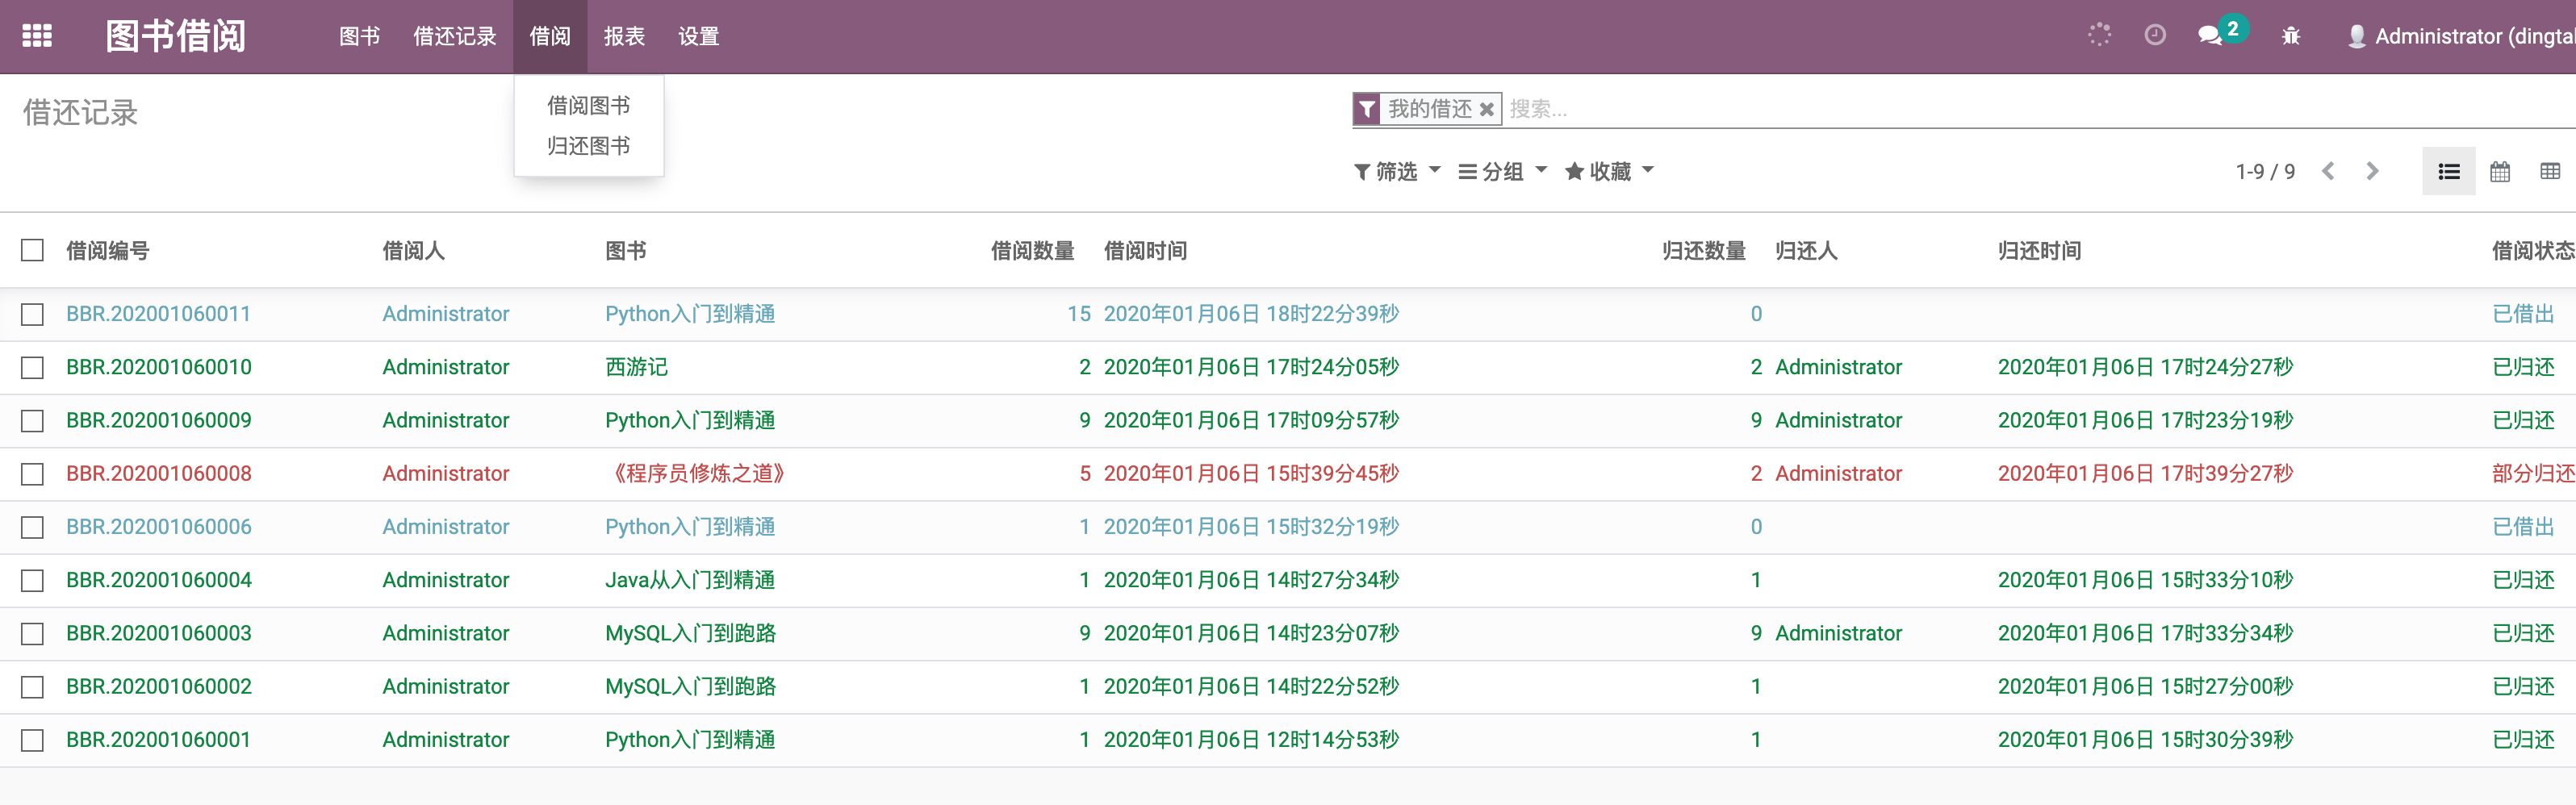 图书借阅 图书 借还记录 借阅 报表 设置 2 Administrator (dingtal
借还记录
借阅图书
归还图书
我的借还 搜索...
筛选 分组 收藏 1-9 / 9
借阅编号 借阅人 图书 借阅数量 借阅时间 归还数量 归还人 归还时间 借阅状态
BBR.202001060011 Administrator Python入门到精通 15 2020年01月06日 18时22分39秒 0 已借出
BBR.202001060010 Administrator 西游记 2 2020年01月06日 17时24分05秒 2 Administrator 2020年01月06日 17时24分27秒 已归还
BBR.202001060009 Administrator Python入门到精通 9 2020年01月06日 17时09分57秒 9 Administrator 2020年01月06日 17时23分19秒 已归还
BBR.202001060008 Administrator 《程序员修炼之道》 5 2020年01月06日 15时39分45秒 2 Administrator 2020年01月06日 17时39分27秒 部分归还
BBR.202001060006 Administrator Python入门到精通 1 2020年01月06日 15时32分19秒 0 已借出
BBR.202001060004 Administrator Java从入门到精通 1 2020年01月06日 14时27分34秒 1 2020年01月06日 15时33分10秒 已归还
BBR.202001060003 Administrator MySQL入门到跑路 9 2020年01月06日 14时23分07秒 9 Administrator 2020年01月06日 17时33分34秒 已归还
BBR.202001060002 Administrator MySQL入门到跑路 1 2020年01月06日 14时22分52秒 1 2020年01月06日 15时27分00秒 已归还
BBR.202001060001 Administrator Python入门到精通 1 2020年01月06日 12时14分53秒 1 2020年01月06日 15时30分39秒 已归还